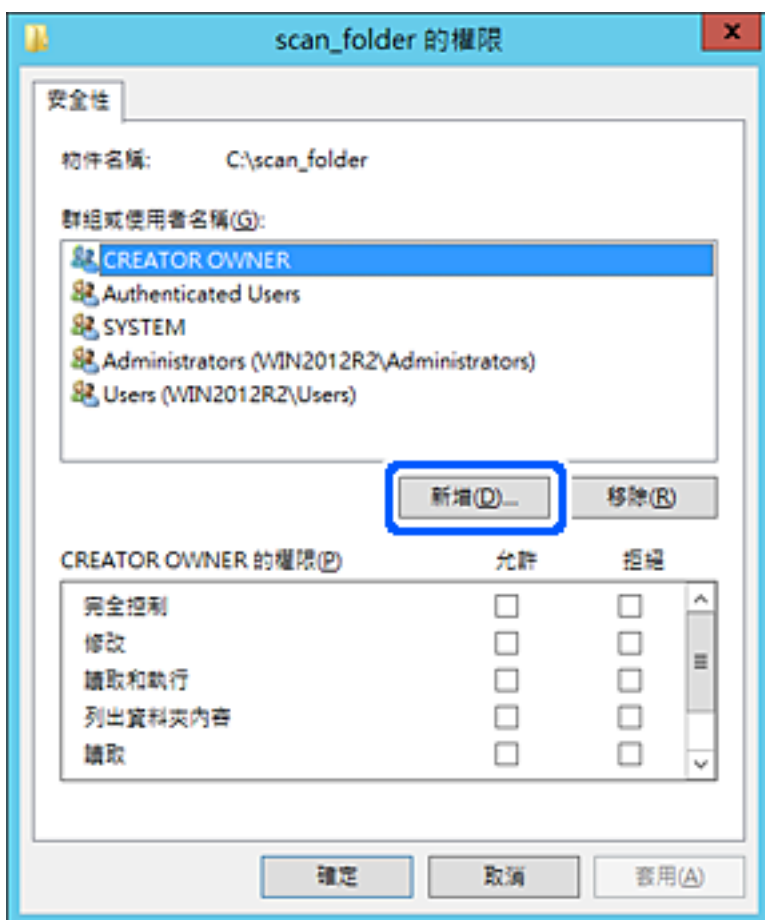 scan_folder 的權限
x
安全性
物件名稱: C:\scan_folder
群組或使用者名稱(G):
CREATOR OWNER
Authenticated Users
SYSTEM
Administrators (WIN2012R2\Administrators)
Users (WIN2012R2\Users)
新增(D)... 移除(R)
CREATOR OWNER 的權限(P) 允許 拒絕
完全控制
修改
讀取和執行
列出資料夾內容
讀取
確定 取消 套用(A)